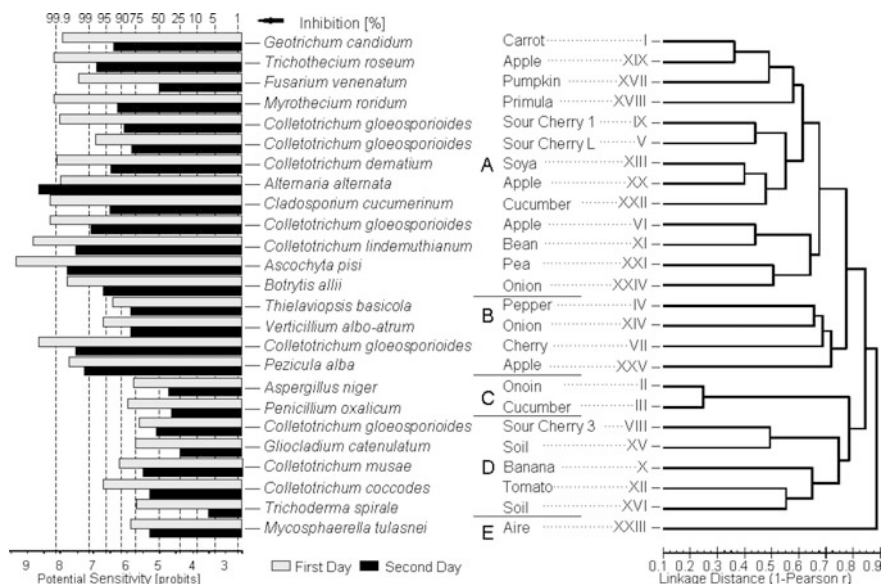 99.9 99 95 9075 50 25 10 5 1 Inhibition [%]
Geotrichum candidum Carrot I
Trichothecium roseum Apple XIX
Fusarium venenatum Pumpkin XVII
Myrothecium roridum Primula XVIII
Colletotrichum gloeosporioides Sour Cherry 1 IX
Colletotrichum gloeosporioides Sour Cherry L V
Colletotrichum dematium A Soya XIII
Alternaria alternata Apple XX
Cladosporium cucumerinum Cucumber XXII
Colletotrichum gloeosporioides Apple VI
Colletotrichum lindemuthianum Bean XI
Ascochyta pisi Pea XXI
Botrytis allii Onion XXIV
Thielaviopsis basicola B Pepper IV
Verticillium albo-atrum Onion XIV
Colletotrichum gloeosporioides Cherry VII
Pezicula alba Apple XXV
Aspergillus niger C Onoin II
Penicillium oxalicum Cucumber III
Colletotrichum gloeosporioides Sour Cherry 3 VIII
Gliocladium catenulatum Soil XV
Colletotrichum musae D Banana X
Colletotrichum coccodes Tomato XII
Trichoderma spirale Soil XVI
Mycosphaerella tulasnei E Aire XXIII
9 8 7 6 5 4 3 First Day Second Day 0.1 0.2 0.3 0.4 0.5 0.6 0.7 0.8 0.9
Potential Sensitivity [probits] Linkage Distance (1-Pearson r)